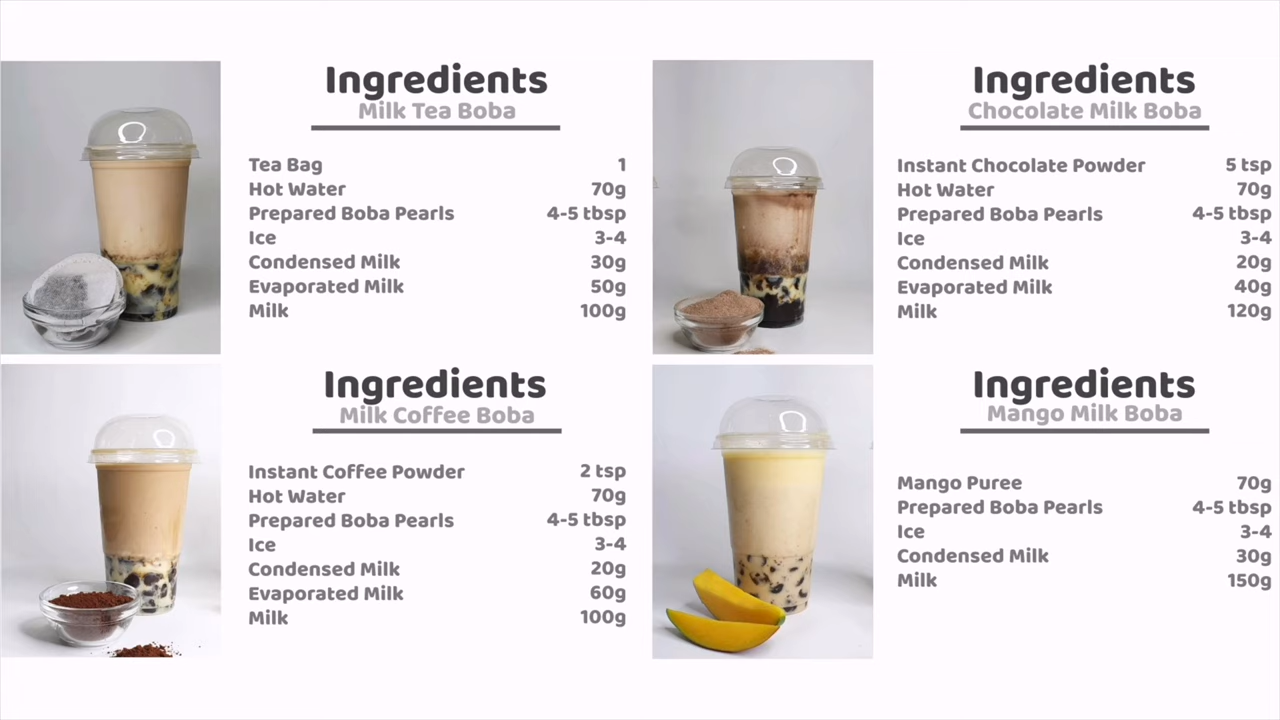 Ingredients
Milk Tea Boba
Tea Bag 1
Hot Water 70g
Prepared Boba Pearls 4-5 tbsp
Ice 3-4
Condensed Milk 30g
Evaporated Milk 50g
Milk 100g
Ingredients
Chocolate Milk Boba
Instant Chocolate Powder 5 tsp
Hot Water 70g
Prepared Boba Pearls 4-5 tbsp
Ice 3-4
Condensed Milk 20g
Evaporated Milk 40g
Milk 120g
Ingredients
Milk Coffee Boba
Instant Coffee Powder 2 tsp
Hot Water 70g
Prepared Boba Pearls 4-5 tbsp
Ice 3-4
Condensed Milk 20g
Evaporated Milk 60g
Milk 100g
Ingredients
Mango Milk Boba
Mango Puree 70g
Prepared Boba Pearls 4-5 tbsp
Ice 3-4
Condensed Milk 30g
Milk 150g